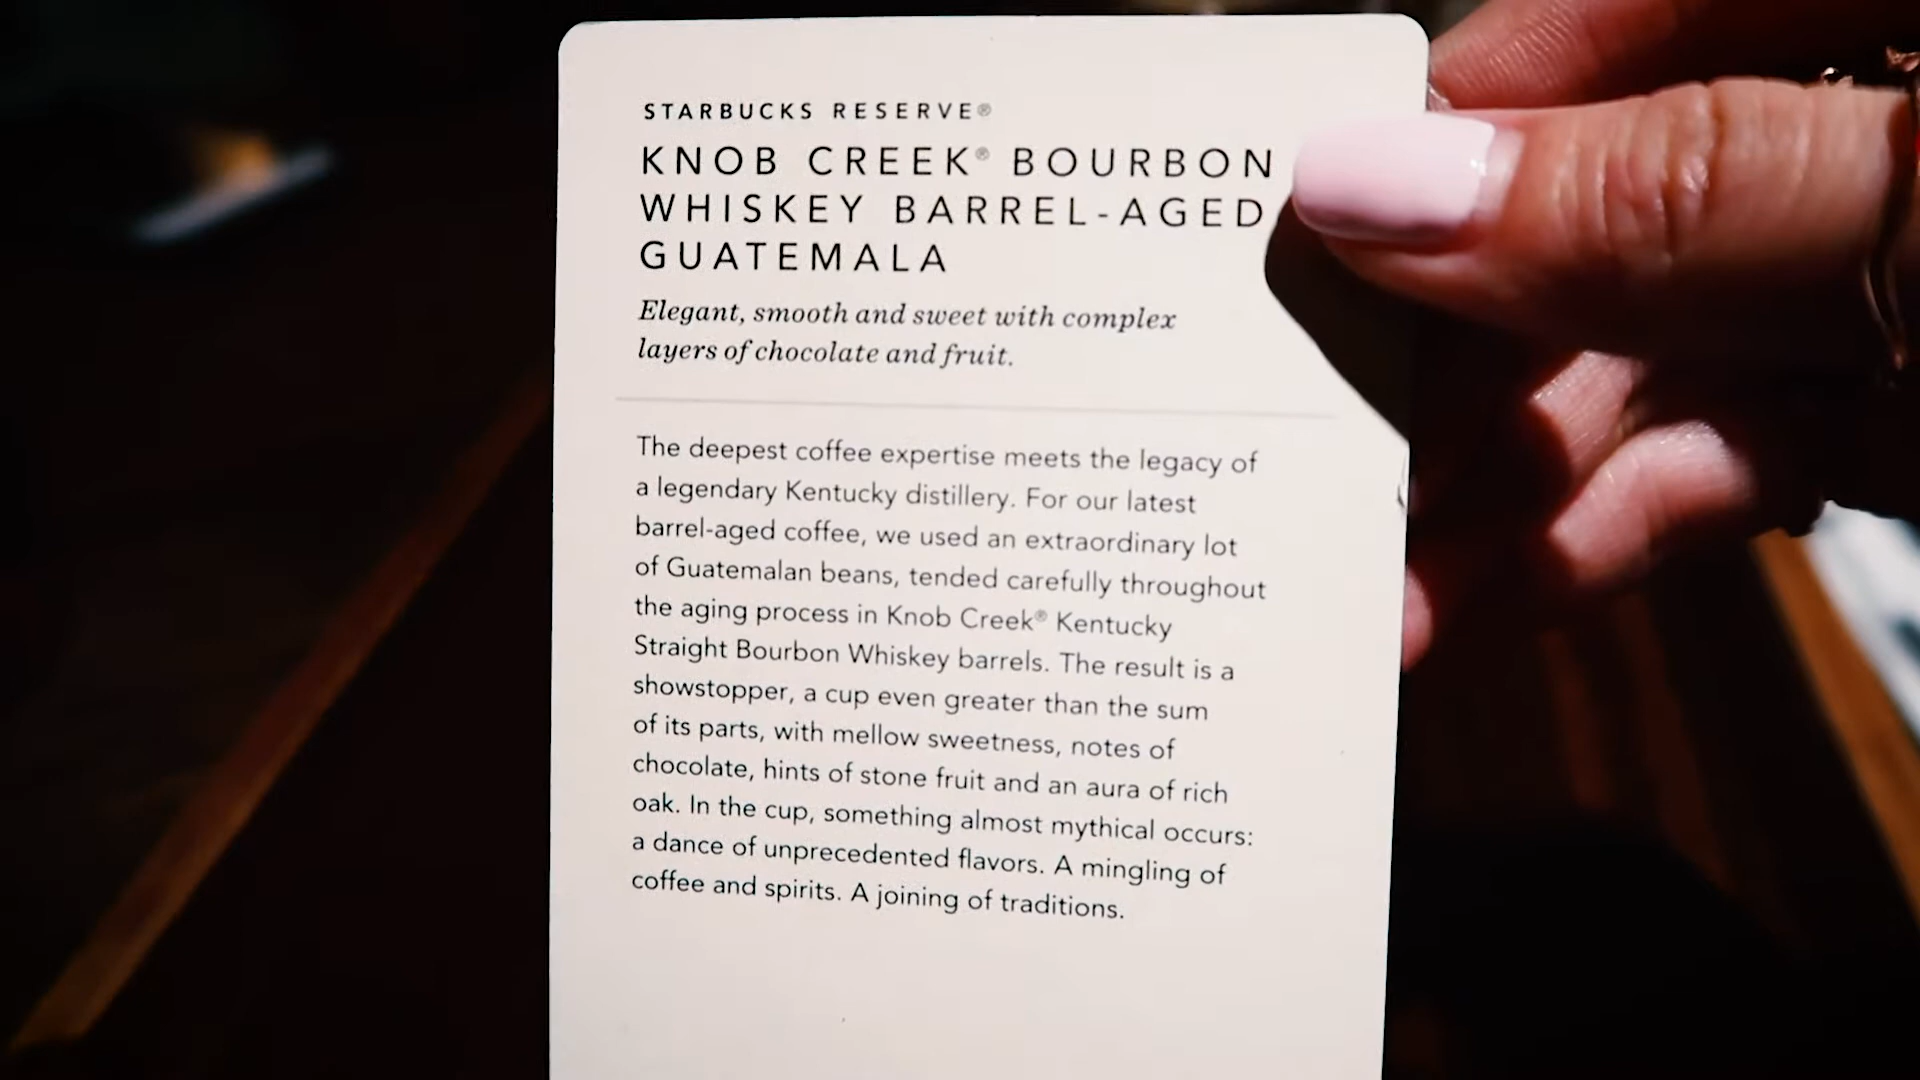 STARBUCKS RESERVE®
KNOB CREEK® BOURBON
WHISKEY BARREL-AGED
GUATEMALA
Elegant, smooth and sweet with complex
layers of chocolate and fruit.
The deepest coffee expertise meets the legacy of
a legendary Kentucky distillery. For our latest
barrel-aged coffee, we used an extraordinary lot
of Guatemalan beans, tended carefully throughout
the aging process in Knob Creek® Kentucky
Straight Bourbon Whiskey barrels. The result is a
showstopper, a cup even greater than the sum
of its parts, with mellow sweetness, notes of
chocolate, hints of stone fruit and an aura of rich
oak. In the cup, something almost mythical occurs:
a dance of unprecedented flavors. A mingling of
coffee and spirits. A joining of traditions.